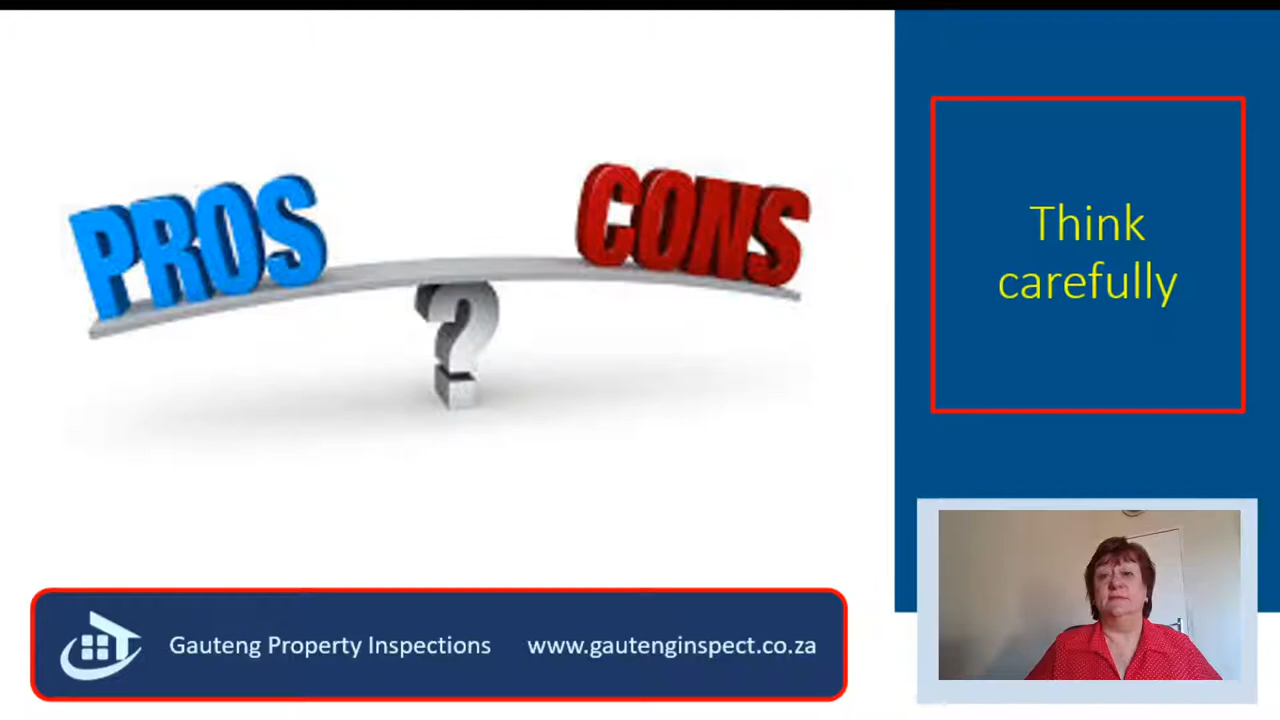 PROS
CONS
?
Think
carefully
Gauteng Property Inspections www.gautenginspect.co.za